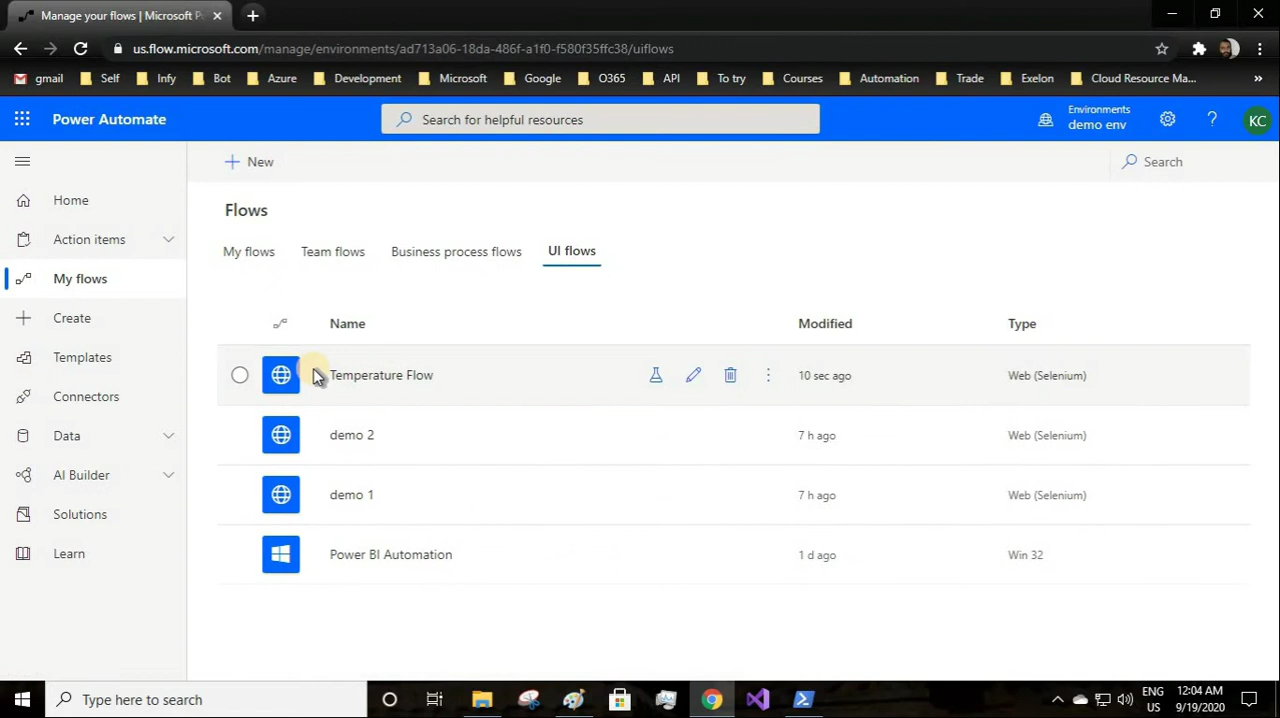 Manage your flows | Microsoft P
us.flow.microsoft.com/manage/environments/ad713a06-18da-486f-a1f0-f580f35ffc38/uiflows
gmail Self Infy Bot Azure Development Microsoft Google O365 API To try Courses Automation Trade Exelon Cloud Resource Ma... »
Power Automate
Search for helpful resources
Environments
demo env
?
KC
New
Search
Home
Action items
My flows
Create
Templates
Connectors
Data
AI Builder
Solutions
Learn
Flows
My flows Team flows Business process flows UI flows
Name Modified Type
Temperature Flow 10 sec ago Web (Selenium)
demo 2 7 h ago Web (Selenium)
demo 1 7 h ago Web (Selenium)
Power BI Automation 1 d ago Win 32
Type here to search
ENG
US
12:04 AM
9/19/2020